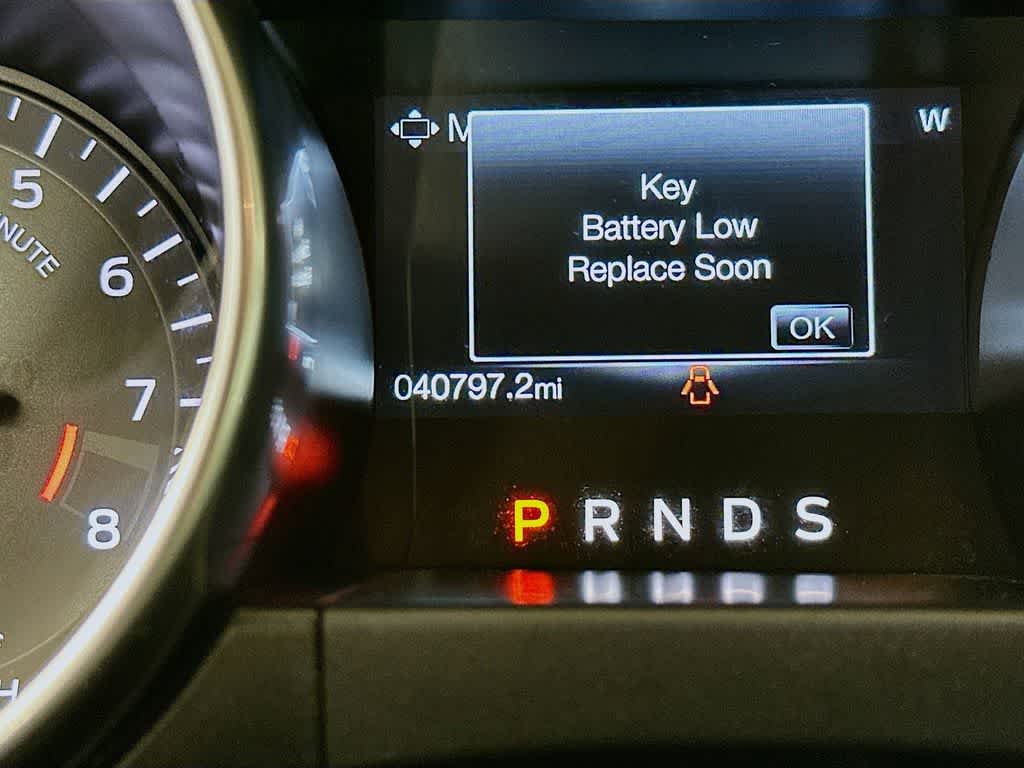 5
NUTE
6
7
8
H
M
W
Key
Battery Low
Replace Soon
OK
040797.2mi
P R N D S